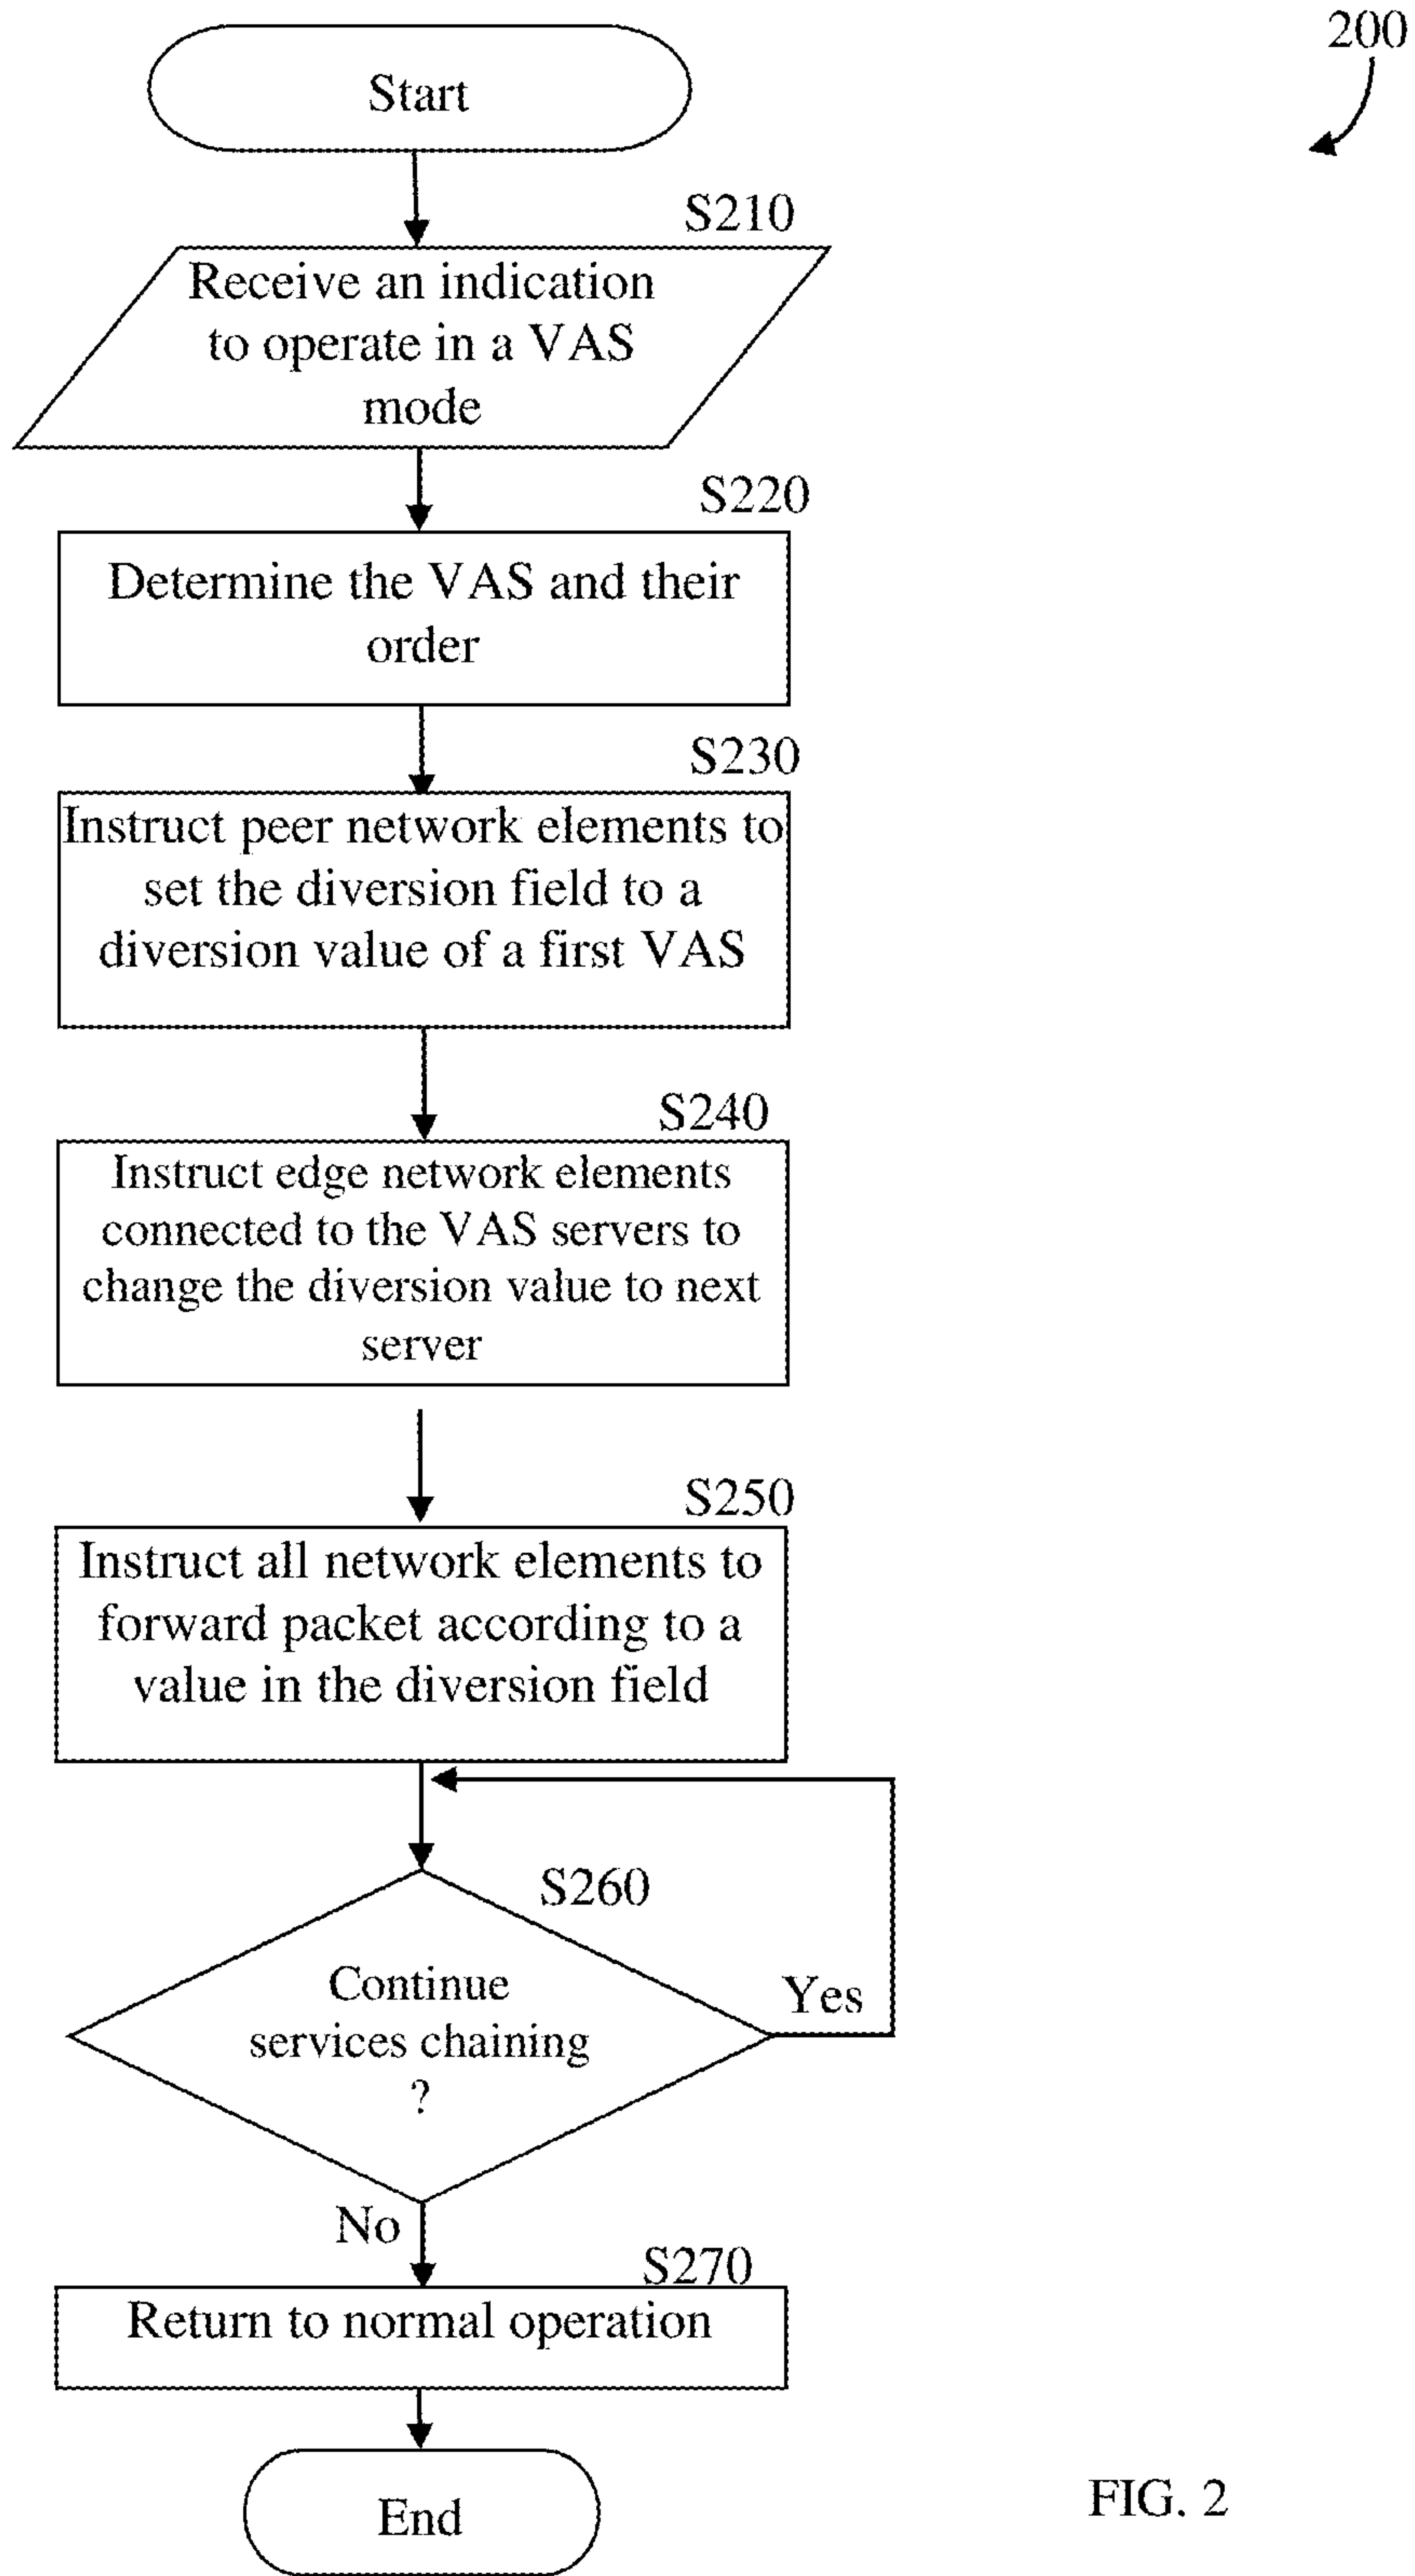 200
Start
S210
Receive an indication
to operate in a VAS
mode
S220
Determine the VAS and their
order
S230
Instruct peer network elements to
set the diversion field to a
diversion value of a first VAS
S240
Instruct edge network elements
connected to the VAS servers to
change the diversion value to next
server
S250
Instruct all network elements to
forward packet according to a
value in the diversion field
S260
Continue
services chaining
?
Yes
No
S270
Return to normal operation
End
FIG. 2